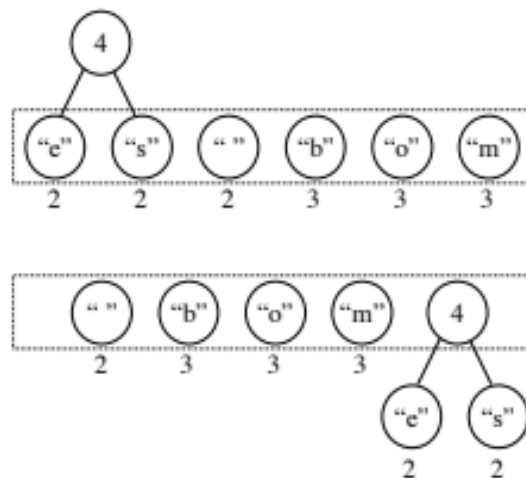 4
“e” “s” “ ” “b” “o” “m”
2 2 2 3 3 3
“ ” “b” “o” “m” 4
2 3 3 3
“e” “s”
2 2